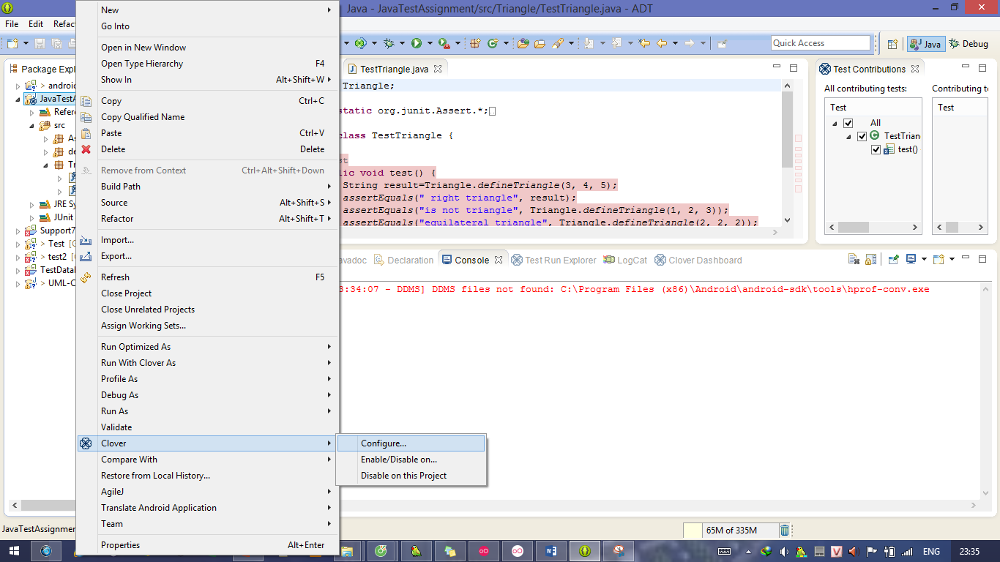 Java - JavaTestAssignment/src/Triangle/TestTriangle.java - ADT
File Edit Refac
Quick Access
Java
Debug
Package Expl
> android
JavaTestA
Refere
src
As
de
Tr
JRE Sy
JUnit
Support7
> Test [
> test2 [
TestDatal
> UML-C
JavaTestAssignmen
New
Go Into
Open in New Window
Open Type Hierarchy F4
Show In Alt+Shift+W
Copy Ctrl+C
Copy Qualified Name
Paste Ctrl+V
Delete Delete
Remove from Context Ctrl+Alt+Shift+Down
Build Path
Source Alt+Shift+S
Refactor Alt+Shift+T
Import...
Export...
Refresh F5
Close Project
Close Unrelated Projects
Assign Working Sets...
Run Optimized As
Run With Clover As
Profile As
Debug As
Run As
Validate
Clover
Compare With
Restore from Local History...
AgileJ
Translate Android Application
Team
Properties Alt+Enter
Configure...
Enable/Disable on...
Disable on this Project
TestTriangle.java
Triangle;
static org.junit.Assert.*;
class TestTriangle {
st
lic void test() {
String result=Triangle.defineTriangle(3, 4, 5);
assertEquals(" right triangle", result);
assertEquals("is not triangle", Triangle.defineTriangle(1, 2, 3));
assertEquals("equilateral triangle", Triangle.defineTriangle(2, 2, 2));
Test Contributions
All contributing tests:
Contributing t
Test
Test
All
TestTrian
test()
avadoc
Declaration
Console
Test Run Explorer
LogCat
Clover Dashboard
:34:07 - DDMS] DDMS files not found: C:\Program Files (x86)\Android\android-sdk\tools\hprof-conv.exe
65M of 335M
ENG
23:35